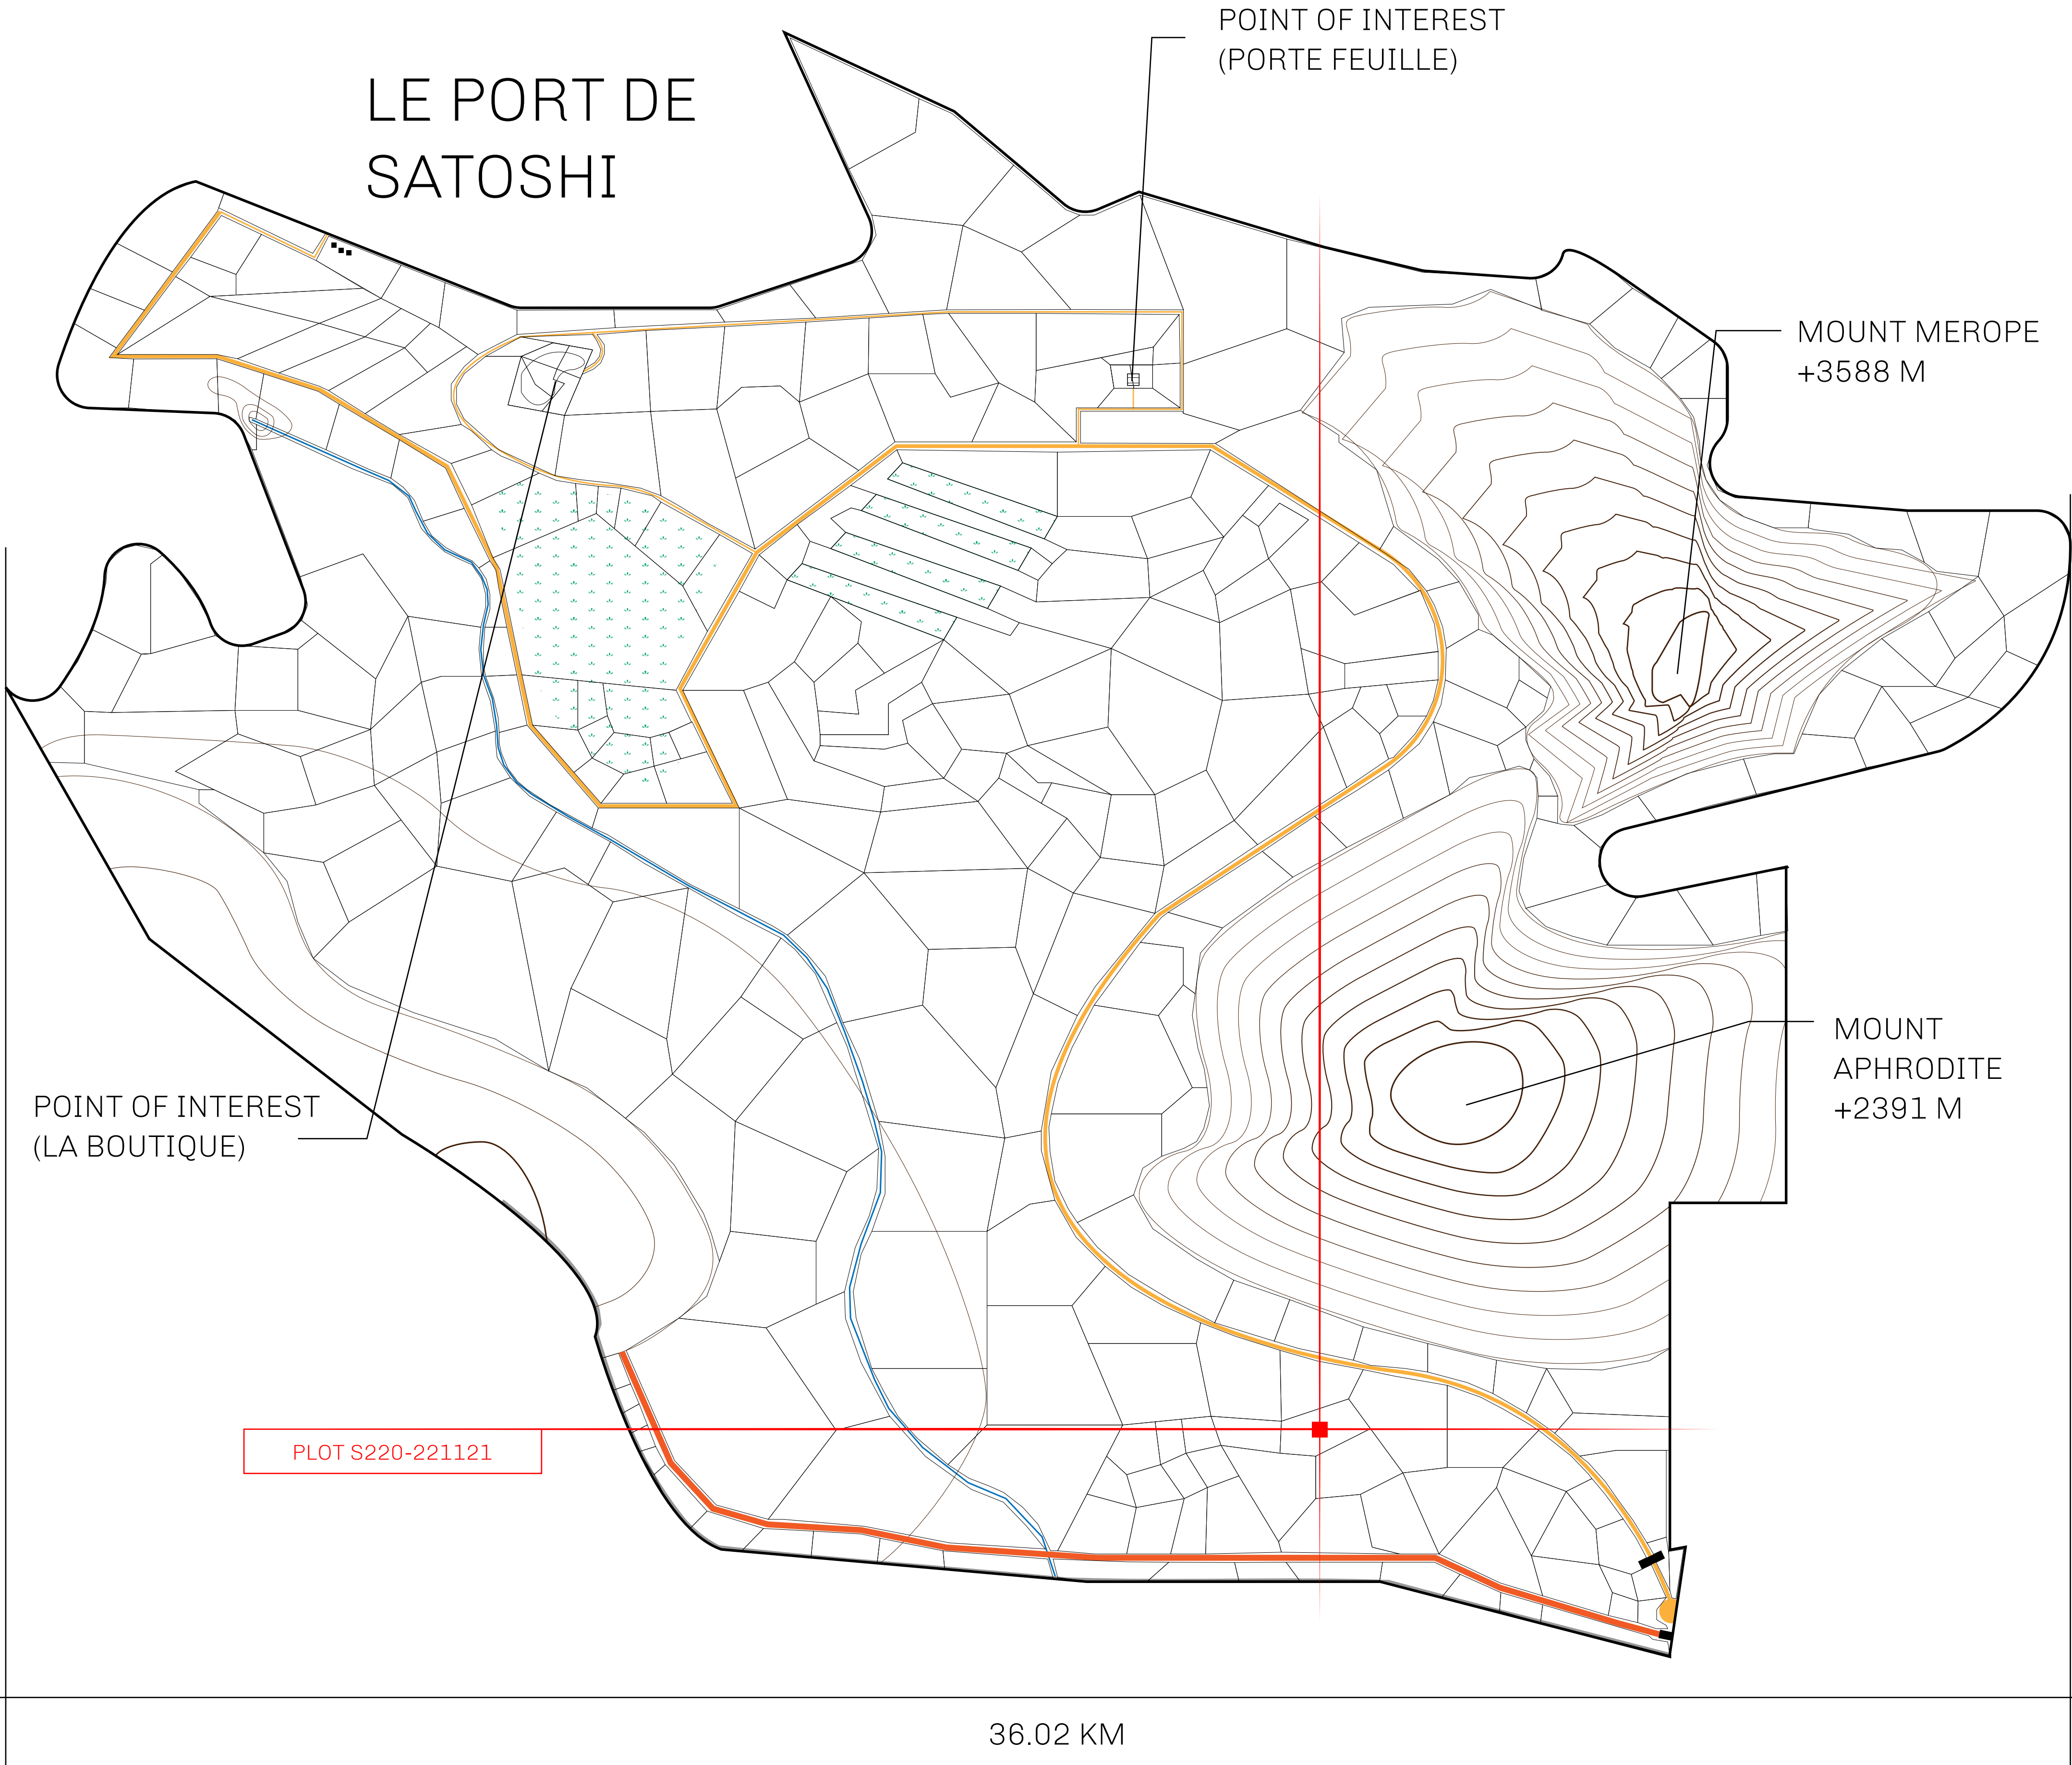 POINT OF INTEREST
(PORTE FEUILLE)
LE PORT DE
SATOSHI
MOUNT MEROPE
+3588 M
MOUNT
APHRODITE
+2391 M
POINT OF INTEREST
(LA BOUTIQUE)
PLOT S220-221121
36.02 KM